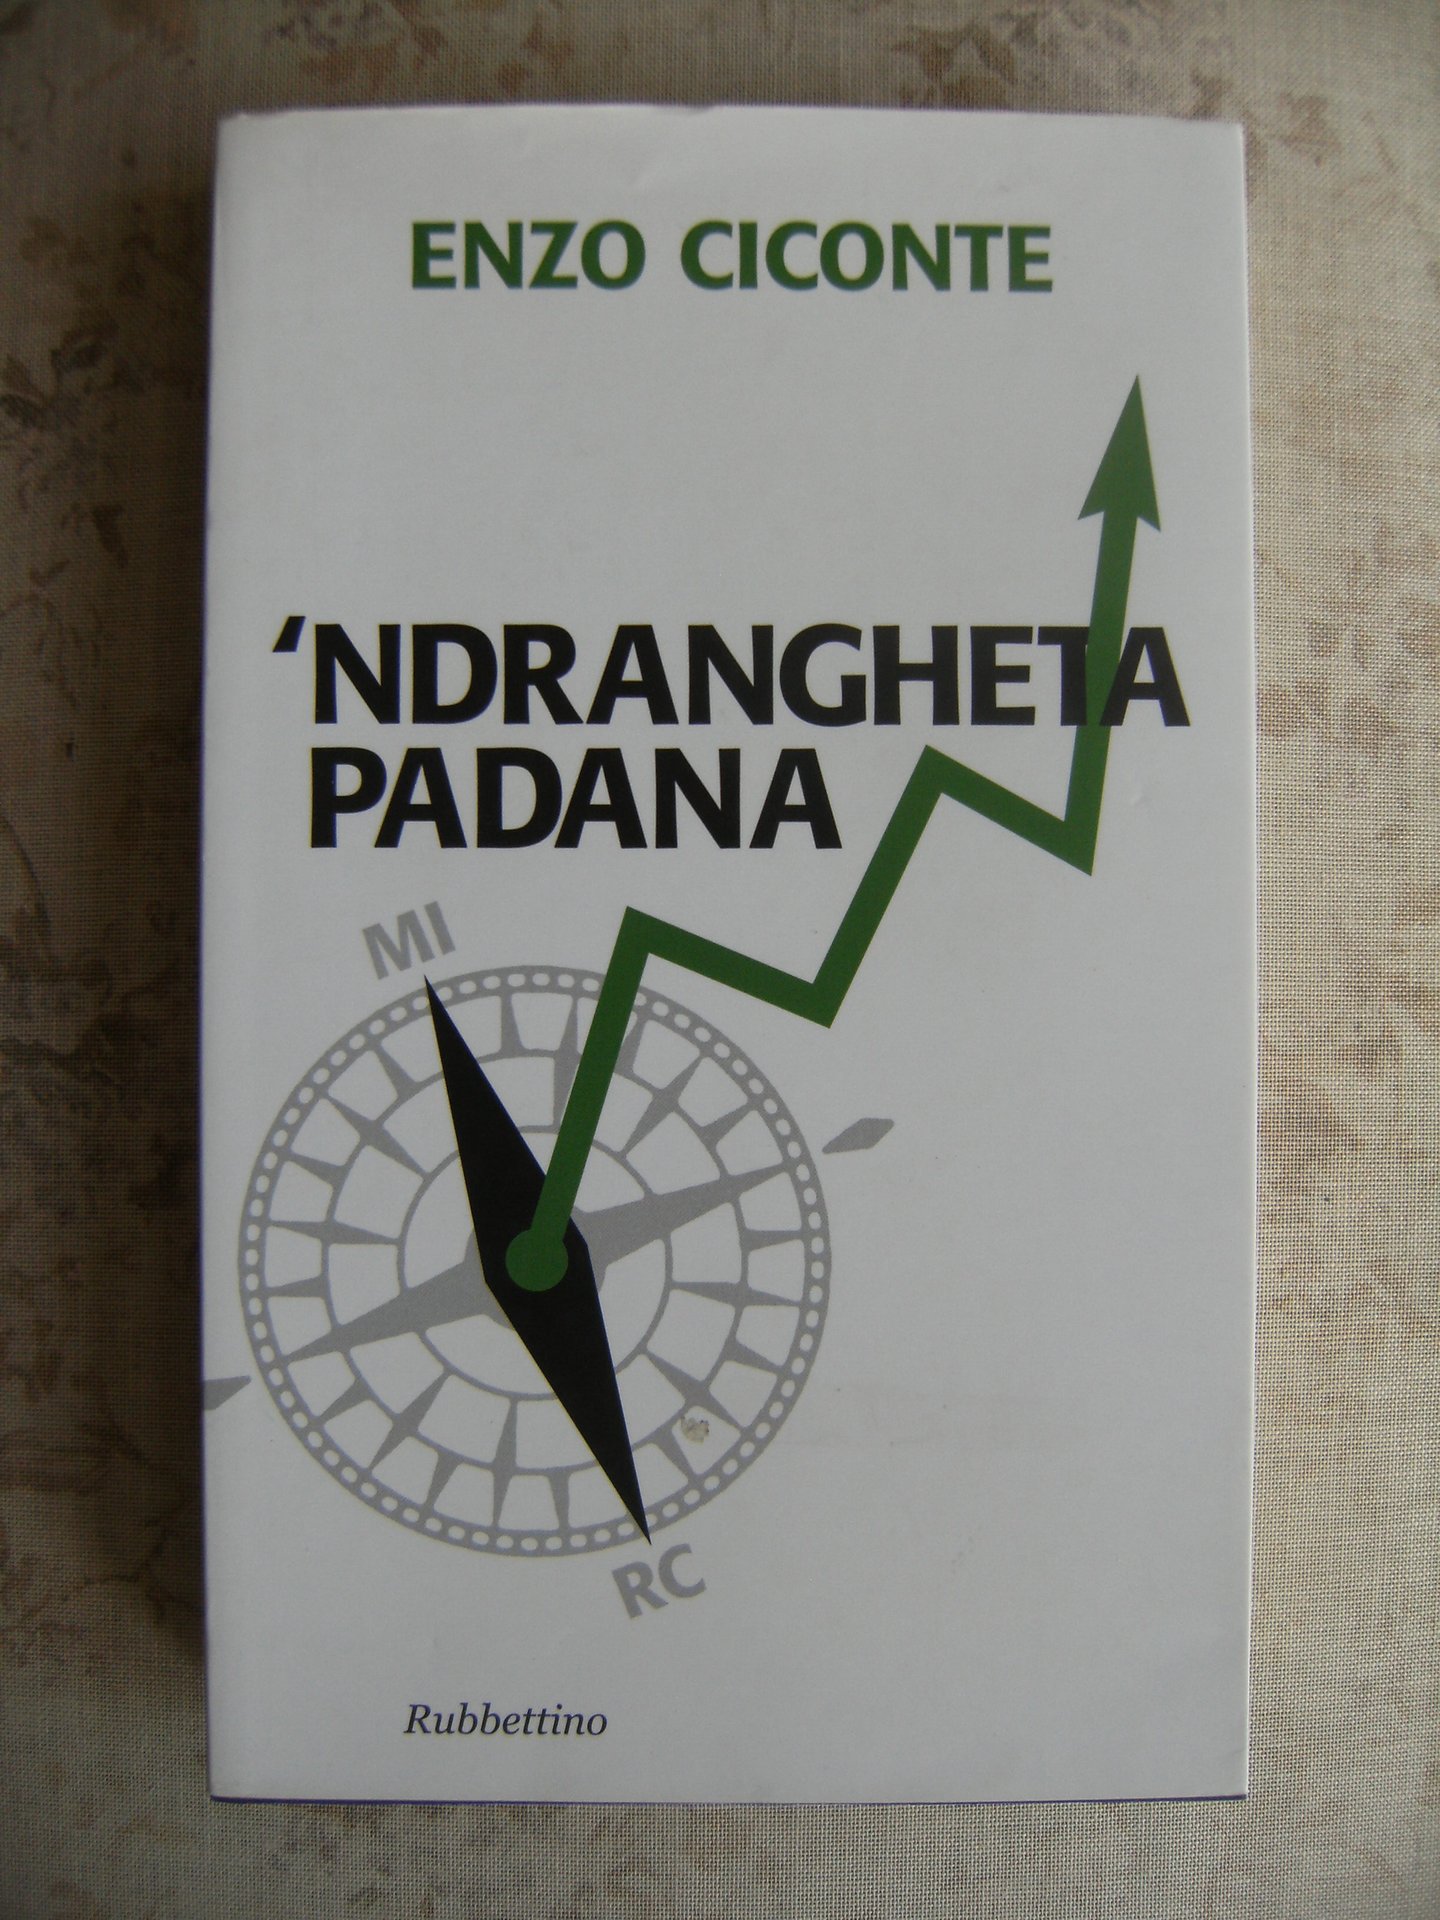 ENZO CICONTE
‘NDRANGHETA
PADANA
MI
RC
Rubbettino